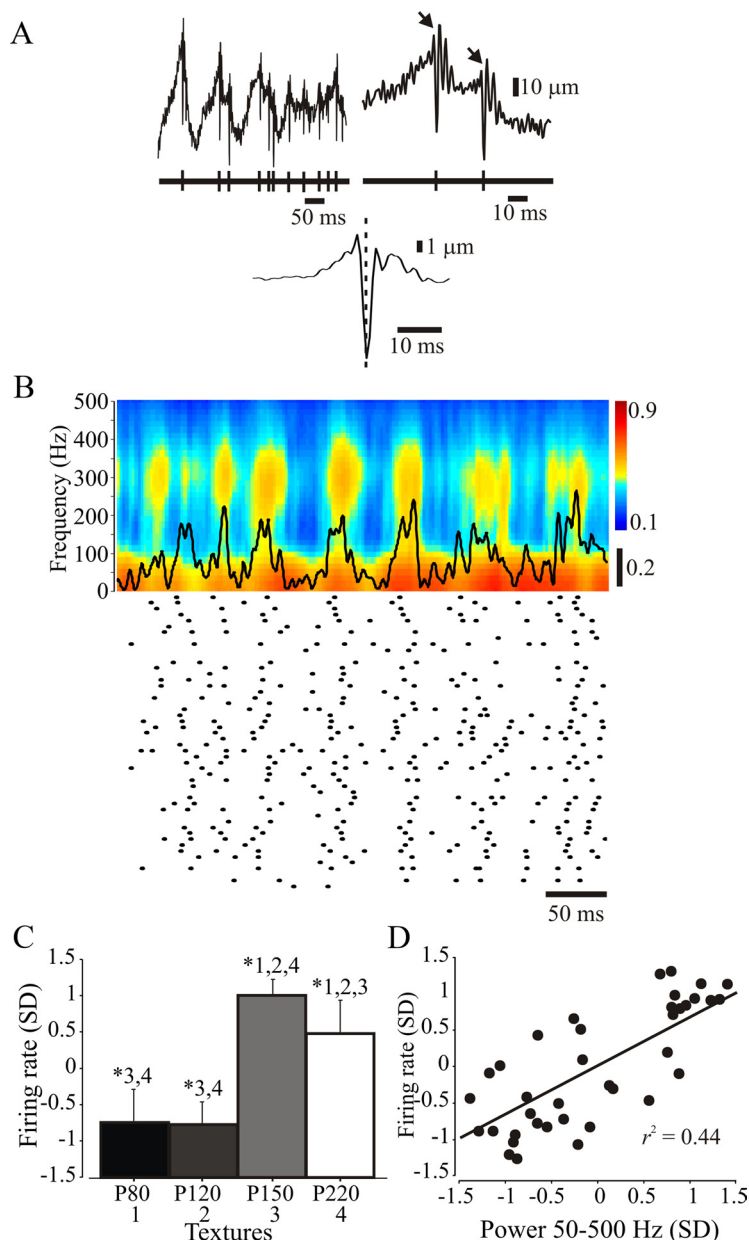 A
10 μm
50 ms
10 ms
1 μm
10 ms
B
500
400
300
200
100
0
Frequency (Hz)
0.9
0.1
0.2
50 ms
C
Firing rate (SD)
1.5
1
0.5
0
-0.5
-1
-1.5
*3,4
*3,4
*1,2,4
*1,2,3
P80 P120 P150 P220
1 2 3 4
Textures
D
Firing rate (SD)
1.5
1
0.5
0
-0.5
-1
-1.5
r² = 0.44
-1.5 -1 -0.5 0 0.5 1 1.5
Power 50-500 Hz (SD)